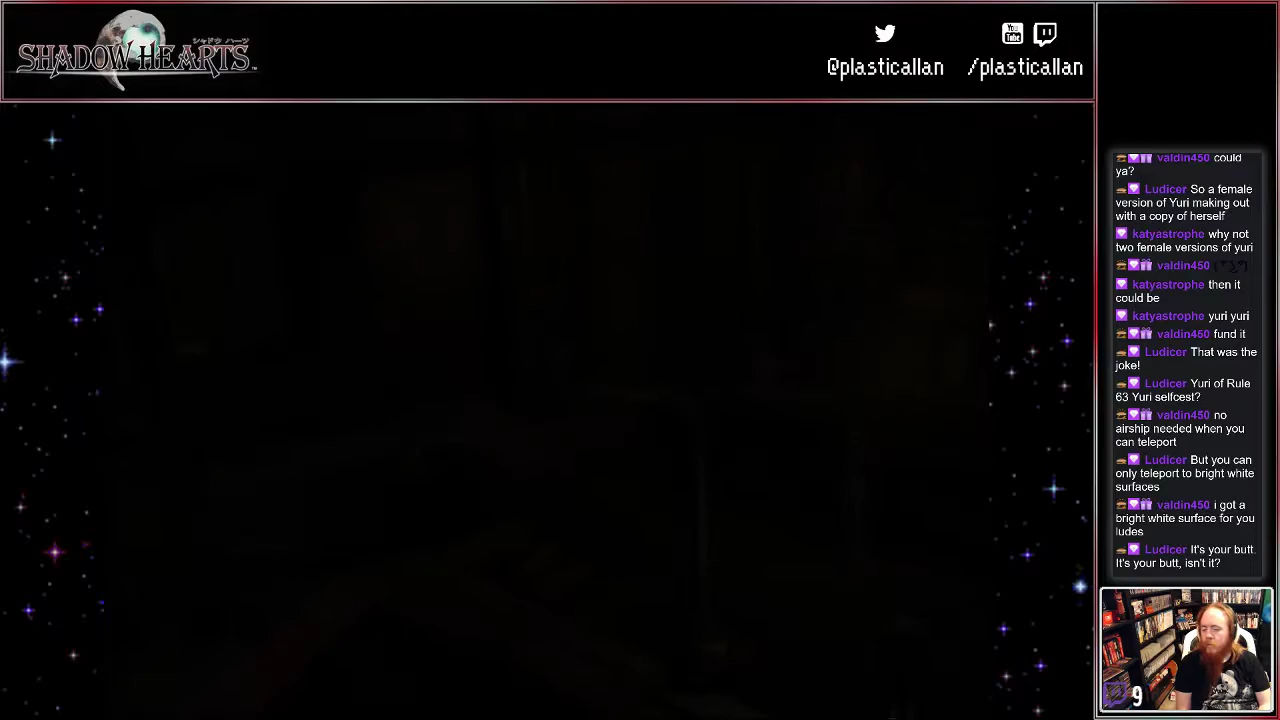 シャドウ ハーツ
SHADOW HEARTS™
You
Tube
@plasticallan
/plasticallan
valdin450 could
ya?
Ludicer So a female
version of Yuri making out
with a copy of herself
katyastrophe why not
two female versions of yuri
valdin450
katyastrophe then it
could be
katyastrophe yuri yuri
valdin450 fund it
Ludicer That was the
joke!
Ludicer Yuri of Rule
63 Yuri selfcest?
valdin450 no
airship needed when you
can teleport
Ludicer But you can
only teleport to bright white
surfaces
valdin450 i got a
bright white surface for you
ludes
Ludicer It's your butt.
It's your butt, isn't it?
9